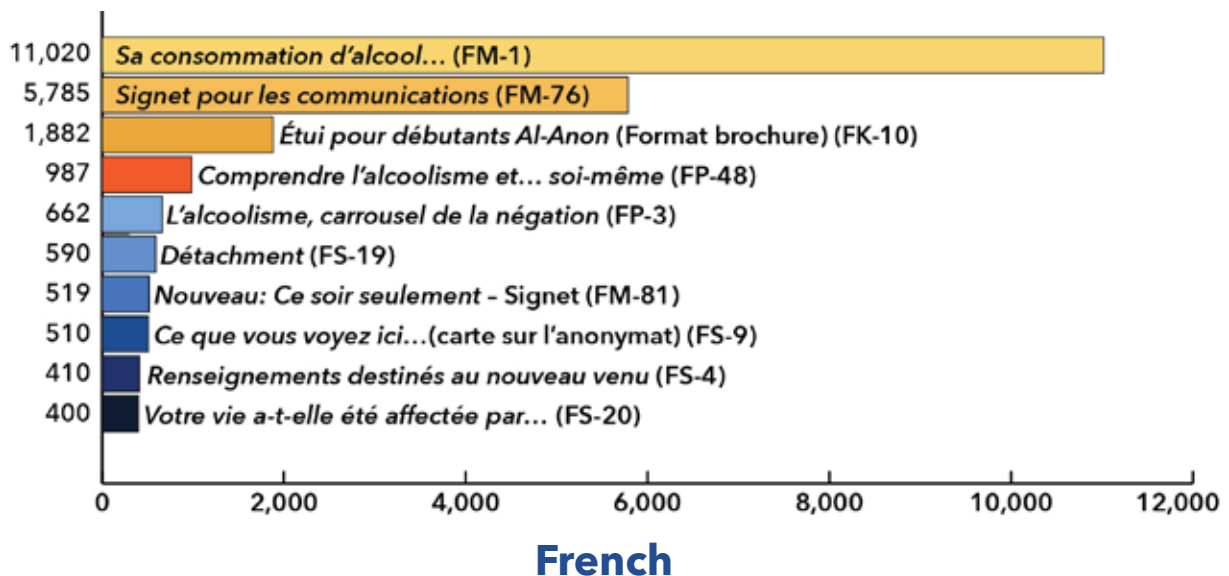 11,020 Sa consommation d’alcool… (FM-1)
5,785 Signet pour les communications (FM-76)
1,882 Étui pour débutants Al-Anon (Format brochure) (FK-10)
987 Comprendre l’alcoolisme et… soi-même (FP-48)
662 L’alcoolisme, carrousel de la négation (FP-3)
590 Détachment (FS-19)
519 Nouveau: Ce soir seulement – Signet (FM-81)
510 Ce que vous voyez ici…(carte sur l’anonymat) (FS-9)
410 Renseignements destinés au nouveau venu (FS-4)
400 Votre vie a-t-elle été affectée par… (FS-20)
0 2,000 4,000 6,000 8,000 10,000 12,000
French